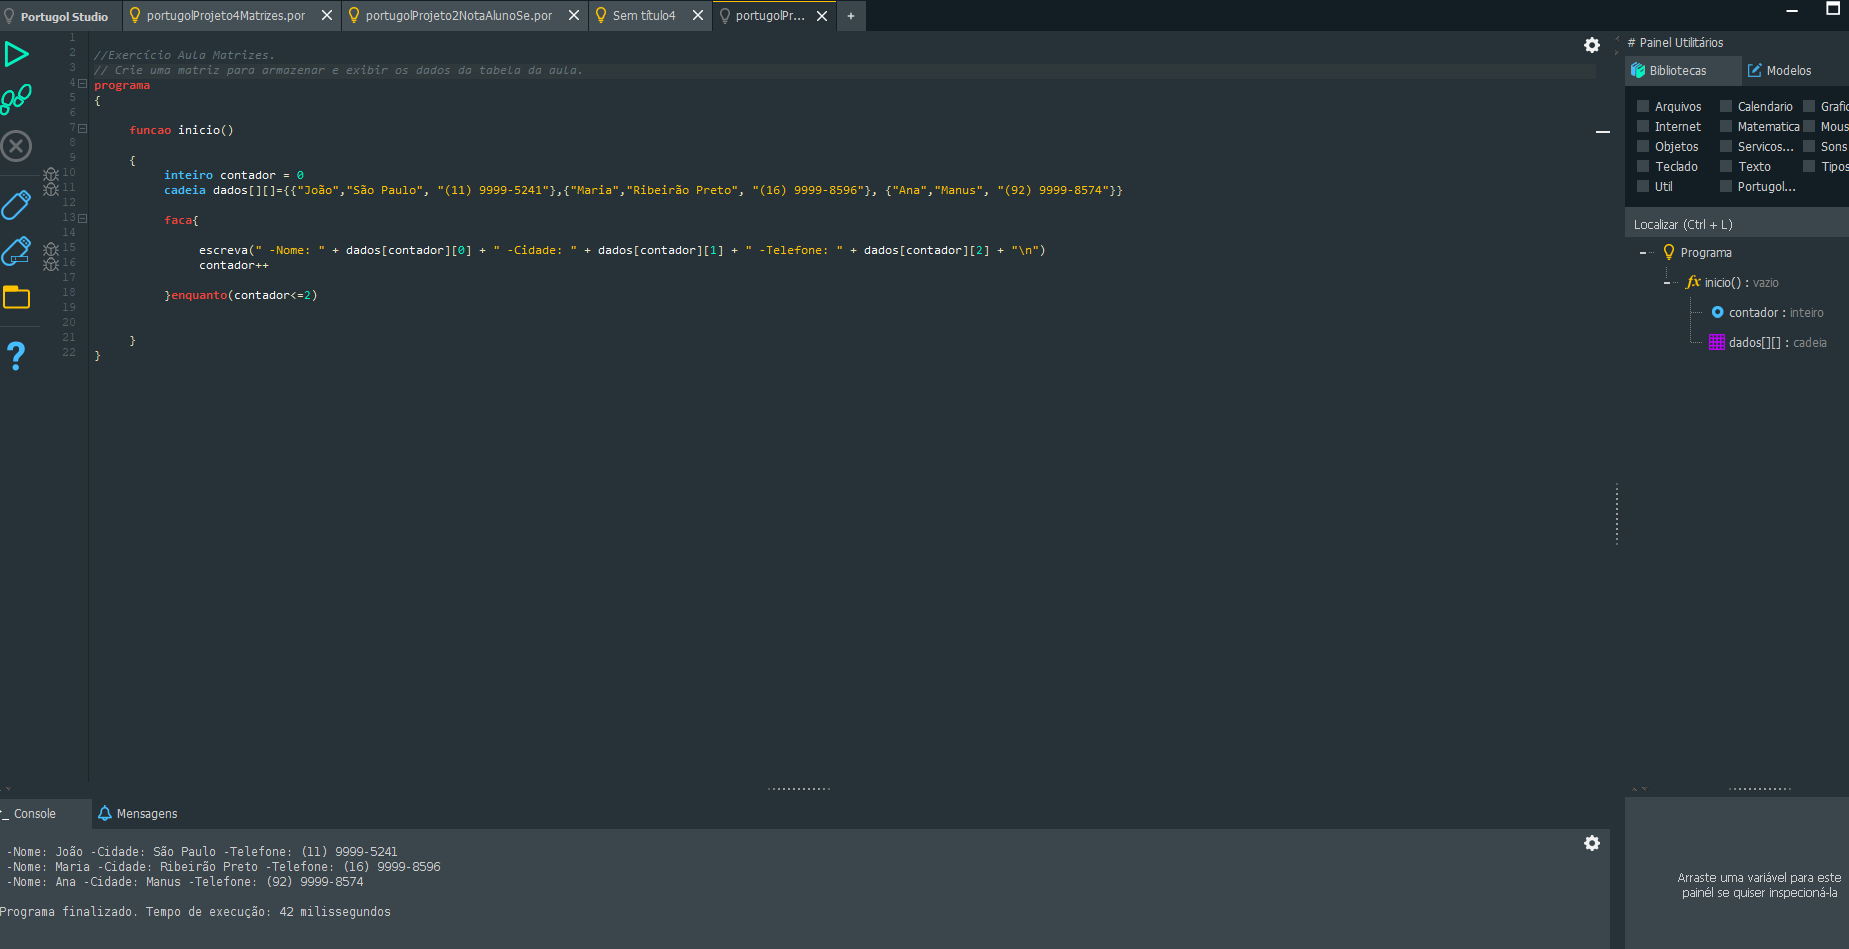 Portugol Studio
portugolProjeto4Matrizes.por
portugolProjeto2NotaAlunoSe.por
Sem título4
portugolPr...
+
1
2 //Exercício Aula Matrizes.
3 // Crie uma matriz para armazenar e exibir os dados da tabela da aula.
4 programa
5 {
6
7 funcao inicio()
8
9 {
10 inteiro contador = 0
11 cadeia dados[][]={{"João","São Paulo", "(11) 9999-5241"},{"Maria","Ribeirão Preto", "(16) 9999-8596"}, {"Ana","Manus", "(92) 9999-8574"}}
12
13 faca{
14
15 escreva(" -Nome: " + dados[contador][0] + " -Cidade: " + dados[contador][1] + " -Telefone: " + dados[contador][2] + "\n")
16 contador++
17
18 }enquanto(contador<=2)
19
20
21 }
22 }
# Painel Utilitários
Bibliotecas
Modelos
Arquivos Calendario Grafic
Internet Matematica Mous
Objetos Servicos... Sons
Teclado Texto Tipos
Util Portugol...
Localizar (Ctrl + L)
Programa
fx inicio() : vazio
contador : inteiro
dados[][] : cadeia
Console
Mensagens
-Nome: João -Cidade: São Paulo -Telefone: (11) 9999-5241
-Nome: Maria -Cidade: Ribeirão Preto -Telefone: (16) 9999-8596
-Nome: Ana -Cidade: Manus -Telefone: (92) 9999-8574
Programa finalizado. Tempo de execução: 42 milissegundos
Arraste uma variável para este
painél se quiser inspecioná-la